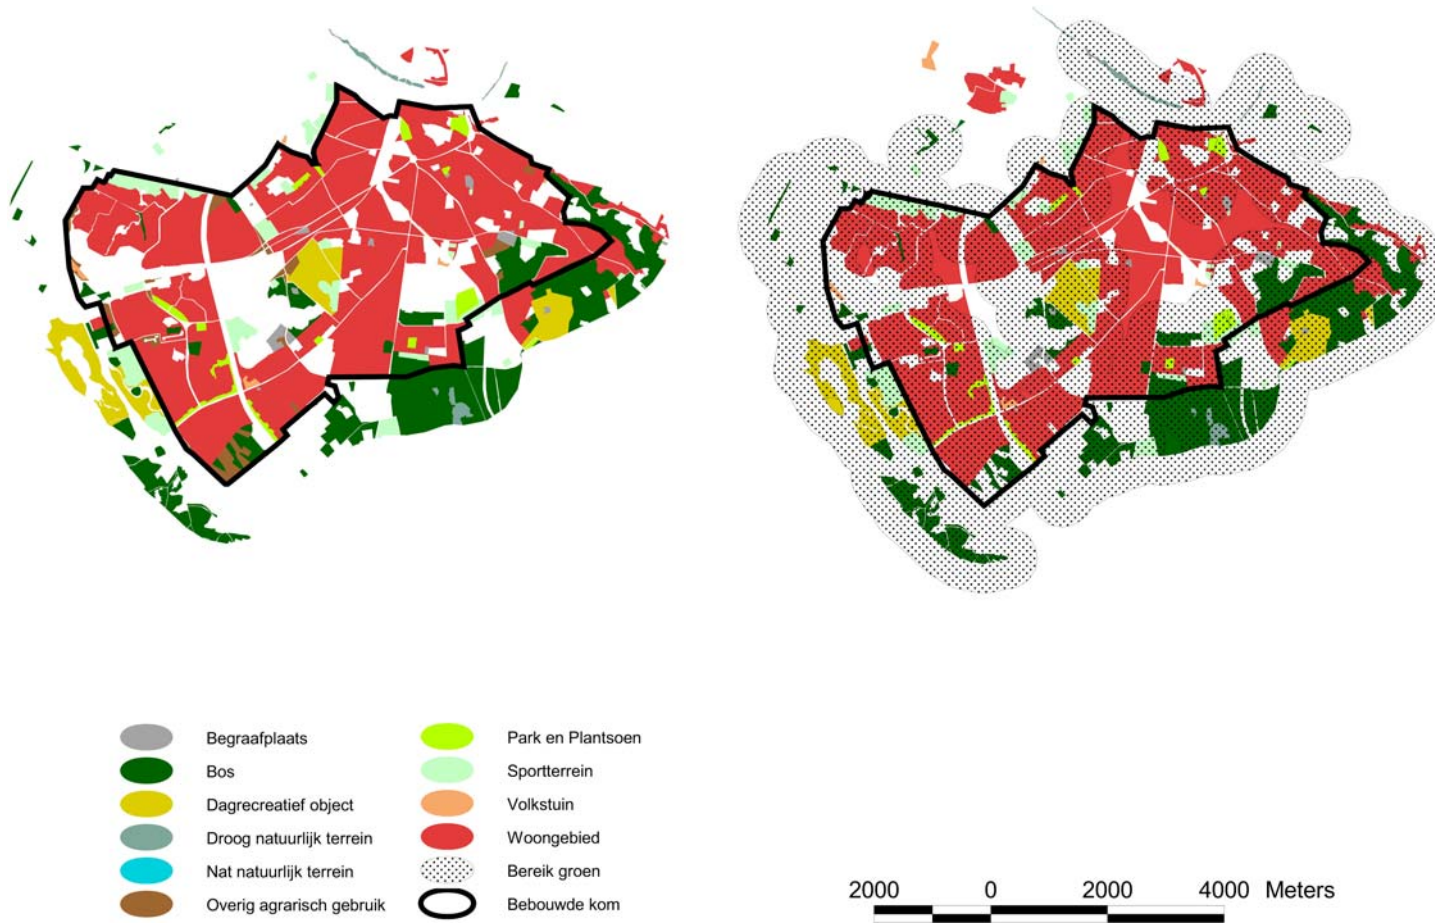 Begraafplaats
Bos
Dagrecreatief object
Droog natuurlijk terrein
Nat natuurlijk terrein
Overig agrarisch gebruik
Park en Plantsoen
Sportterrein
Volkstuin
Woongebied
Bereik groen
Bebouwde kom
2000 0 2000 4000 Meters